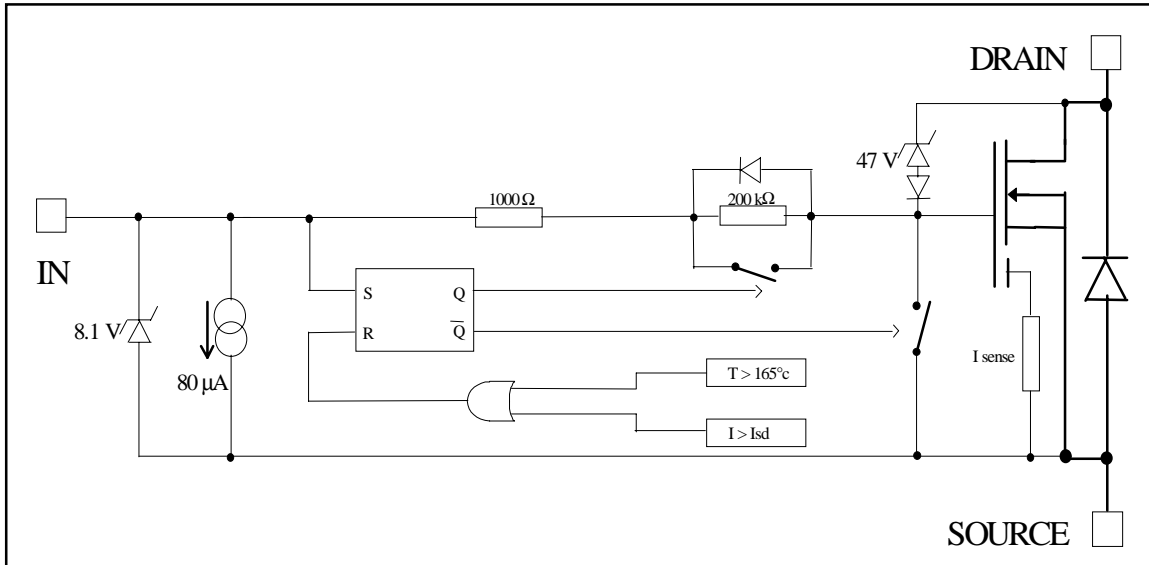 DRAIN
47 V
1000 Ω
200 kΩ
IN
S
Q
8.1 V
R
Q̅
I sense
80 µA
T > 165°c
I > Isd
SOURCE